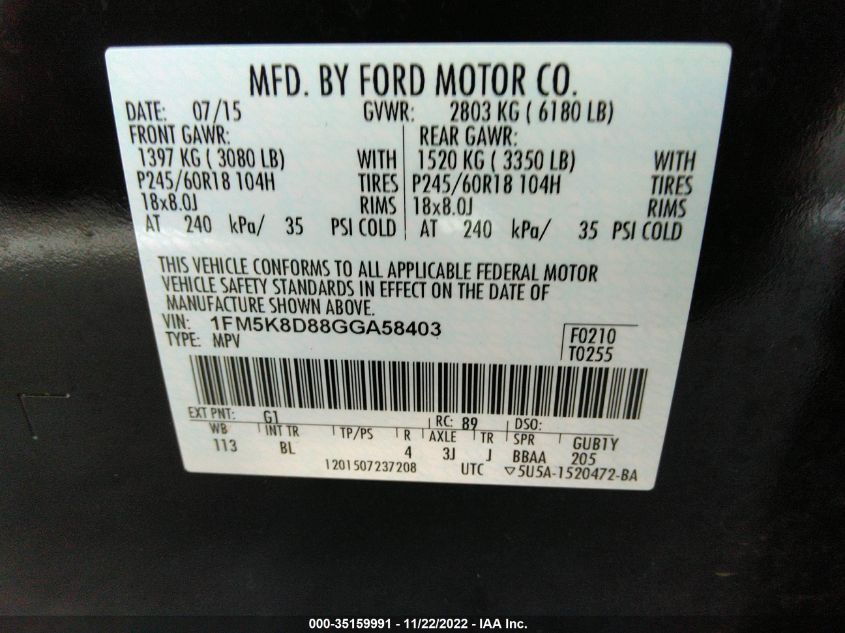 MFD. BY FORD MOTOR CO.
DATE: 07/15 GVWR: 2803 KG ( 6180 LB)
FRONT GAWR: REAR GAWR:
1397 KG ( 3080 LB) WITH 1520 KG ( 3350 LB) WITH
P245/60R18 104H TIRES P245/60R18 104H TIRES
18x8.0J RIMS 18x8.0J RIMS
AT 240 kPa/ 35 PSI COLD AT 240 kPa/ 35 PSI COLD
THIS VEHICLE CONFORMS TO ALL APPLICABLE FEDERAL MOTOR
VEHICLE SAFETY STANDARDS IN EFFECT ON THE DATE OF
MANUFACTURE SHOWN ABOVE.
VIN: 1FM5K8D88GGA58403 F0210
TYPE: MPV T0255
EXT PNT: G1 RC: 89 DSO:
WB INT TR TP/PS R AXLE TR SPR GUB1Y
113 BL 4 3J J BBAA 205
1201507237208 UTC ▽5U5A-1520472-BA
000-35159991 - 11/22/2022 - IAA Inc.